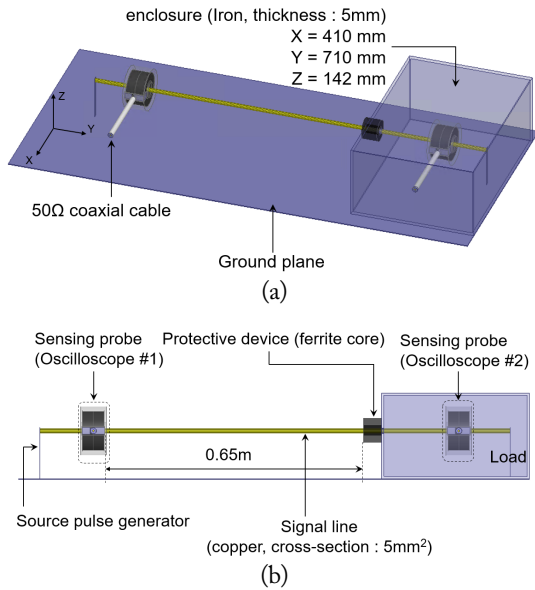 enclosure (Iron, thickness : 5mm)
X = 410 mm
Y = 710 mm
Z = 142 mm
Z
Y
X
50Ω coaxial cable
Ground plane
(a)
Sensing probe
(Oscilloscope #1)
Protective device (ferrite core)
Sensing probe
(Oscilloscope #2)
0.65m
Load
Source pulse generator
Signal line
(copper, cross-section : 5mm²)
(b)